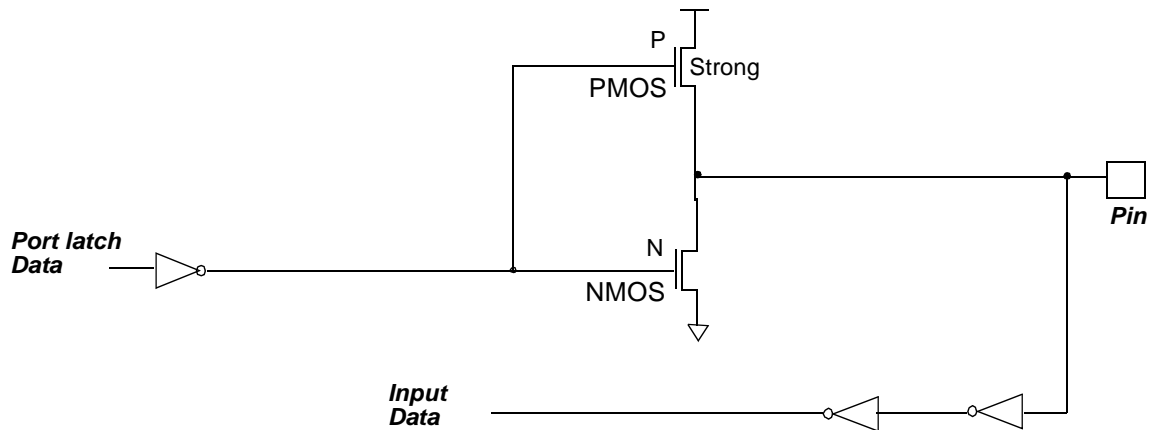 P
Strong
PMOS
Pin
Port latch
Data
N
NMOS
Input
Data